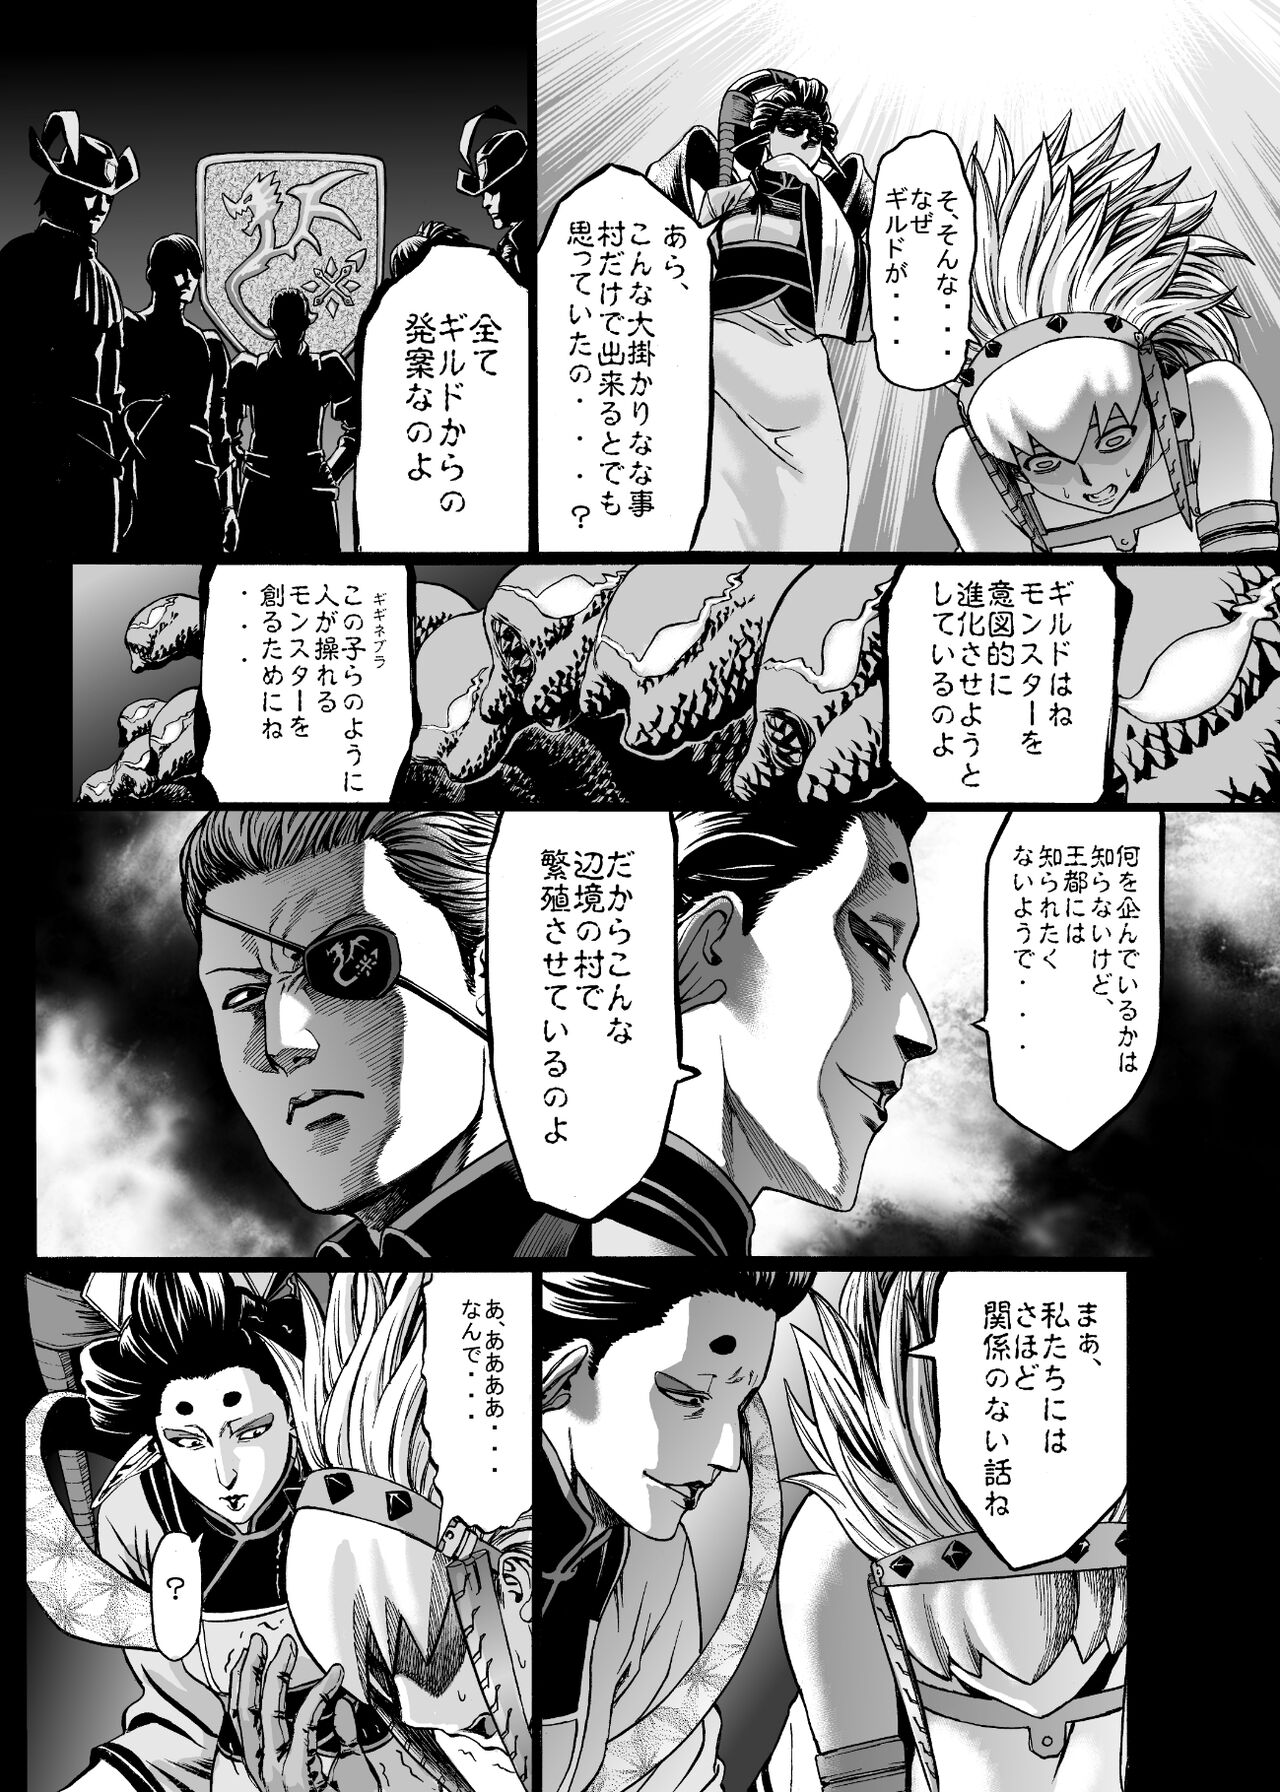 そ、そんな・・・
なぜ
ギルドが・・・・
あら、
こんな大掛かりなな事
村だけで出来るとでも
思っていたの・・・・?
全て
ギルドからの
発案なのよ
ギルドはね
モンスターを
意図的に
進化させようと
しているのよ
ギギネブラ
この子らのように
人が操れる
モンスターを
創るためにね
・・・
何を企んでいるかは
知らないけど、
王都には
知られたく
ないようで・・・
だからこんな
辺境の村で
繁殖させているのよ
まぁ、
私たちには
さほど
関係のない話ね
あ、ああああ・・・
なんで・・・
?